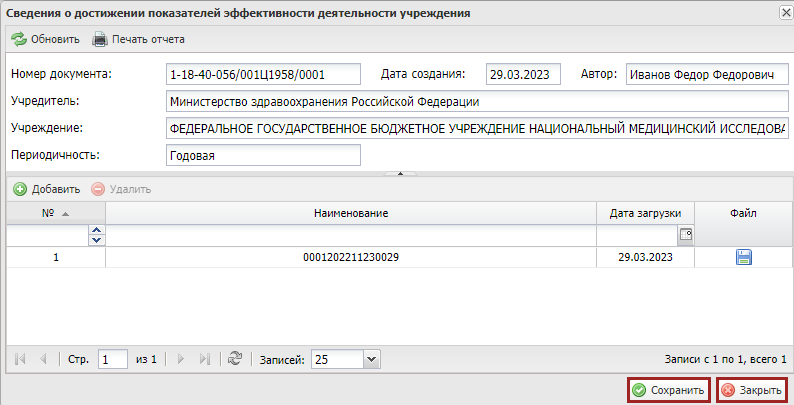 Сведения о достижении показателей эффективности деятельности учреждения
Обновить Печать отчета
Номер документа: 1-18-40-056/001Ц1958/0001 Дата создания: 29.03.2023 Автор: Иванов Федор Федорович
Учредитель: Министерство здравоохранения Российской Федерации
Учреждение: ФЕДЕРАЛЬНОЕ ГОСУДАРСТВЕННОЕ БЮДЖЕТНОЕ УЧРЕЖДЕНИЕ НАЦИОНАЛЬНЫЙ МЕДИЦИНСКИЙ ИССЛЕДОВА
Периодичность: Годовая
Добавить Удалить
№ Наименование Дата загрузки Файл
1 0001202211230029 29.03.2023
Стр. 1 из 1 Записей: 25 Записи с 1 по 1, всего 1
Сохранить Закрыть